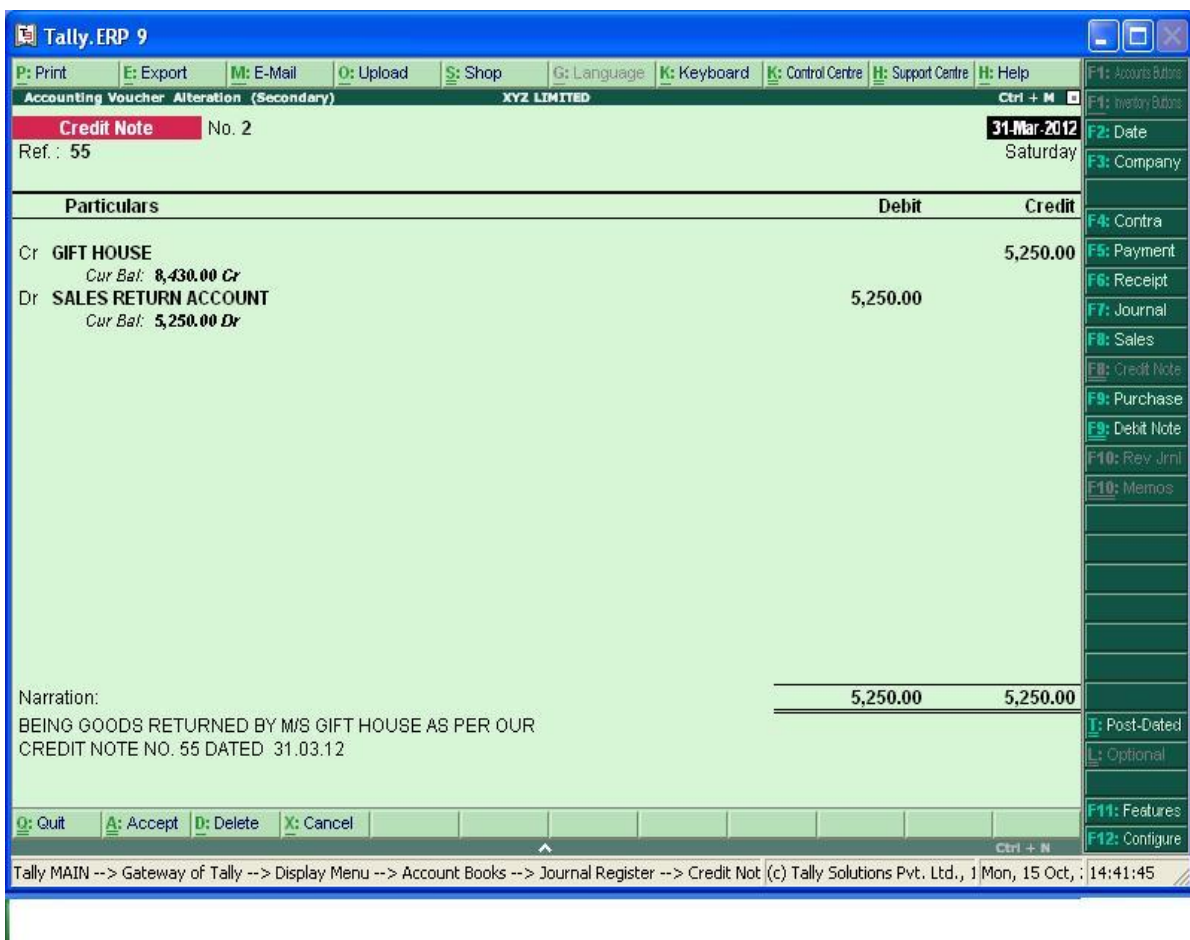 Tally.ERP 9
P: Print E: Export M: E-Mail O: Upload S: Shop G: Language K: Keyboard K: Control Centre H: Support Centre H: Help F1: Accounts Buttons
Accounting Voucher Alteration (Secondary) XYZ LIMITED Ctrl + M F1: Inventory Buttons
Credit Note No. 2 31-Mar-2012 F2: Date
Ref. : 55 Saturday F3: Company
Particulars Debit Credit
F4: Contra
Cr GIFT HOUSE 5,250.00 F5: Payment
Cur Bal: 8,430.00 Cr F6: Receipt
Dr SALES RETURN ACCOUNT 5,250.00 F7: Journal
Cur Bal: 5,250.00 Dr
F8: Sales
F8: Credit Note
F9: Purchase
F9: Debit Note
F10: Rev Jrnl
F10: Memos
Narration: 5,250.00 5,250.00
BEING GOODS RETURNED BY M/S GIFT HOUSE AS PER OUR T: Post-Dated
CREDIT NOTE NO. 55 DATED 31.03.12 L: Optional
Q: Quit A: Accept D: Delete X: Cancel F11: Features
Ctrl + N F12: Configure
Tally MAIN --> Gateway of Tally --> Display Menu --> Account Books --> Journal Register --> Credit Not (c) Tally Solutions Pvt. Ltd., 1 Mon, 15 Oct, : 14:41:45